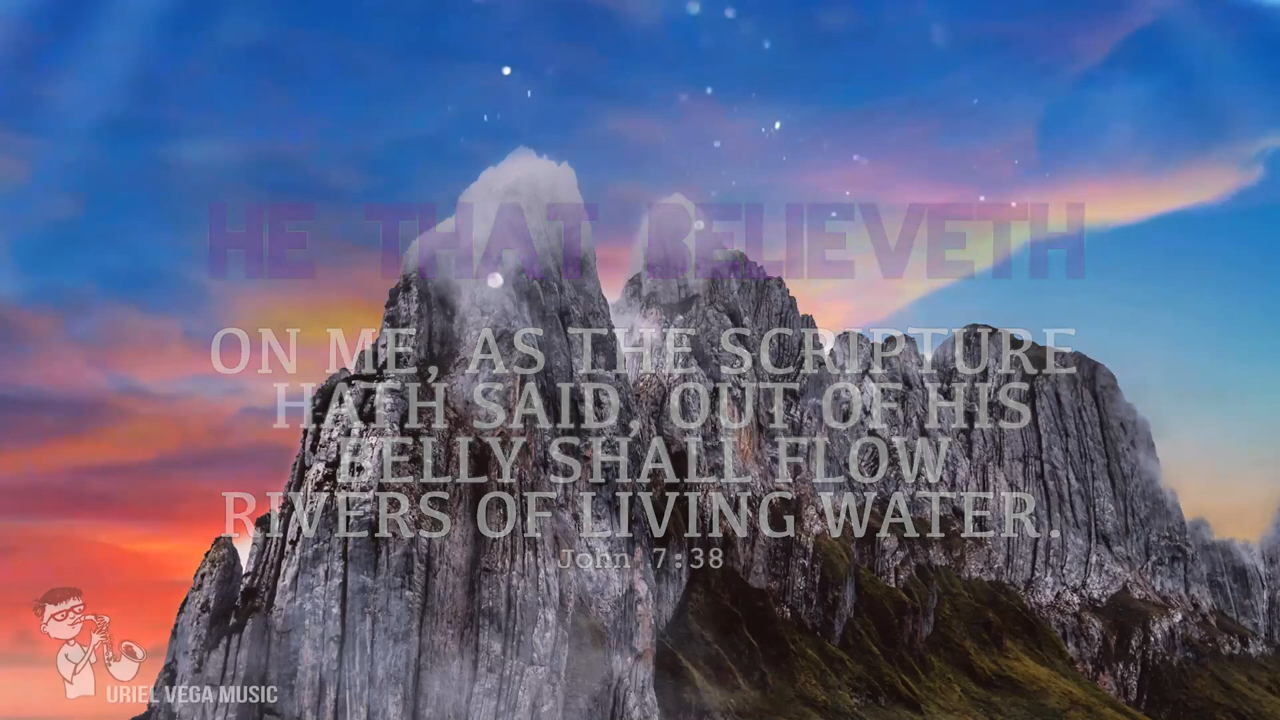 HE THAT BELIEVETH
ON ME, AS THE SCRIPTURE
HATH SAID, OUT OF HIS
BELLY SHALL FLOW
RIVERS OF LIVING WATER.
John 7:38
URIEL VEGA MUSIC